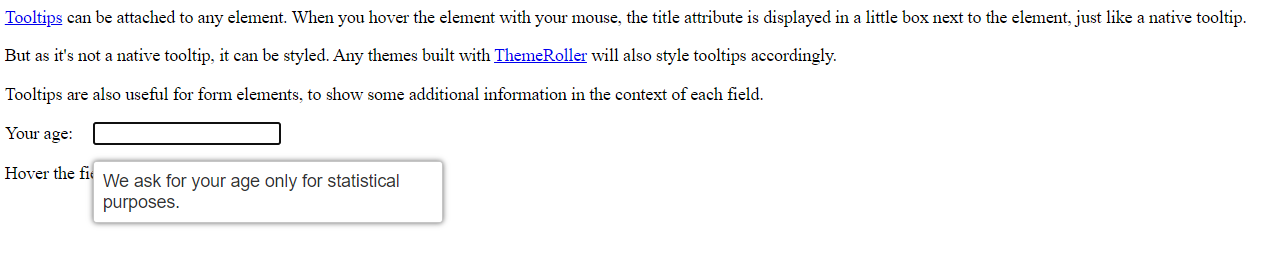 Tooltips can be attached to any element. When you hover the element with your mouse, the title attribute is displayed in a little box next to the element, just like a native tooltip.
But as it's not a native tooltip, it can be styled. Any themes built with ThemeRoller will also style tooltips accordingly.
Tooltips are also useful for form elements, to show some additional information in the context of each field.
Your age:
Hover the
We ask for your age only for statistical
purposes.